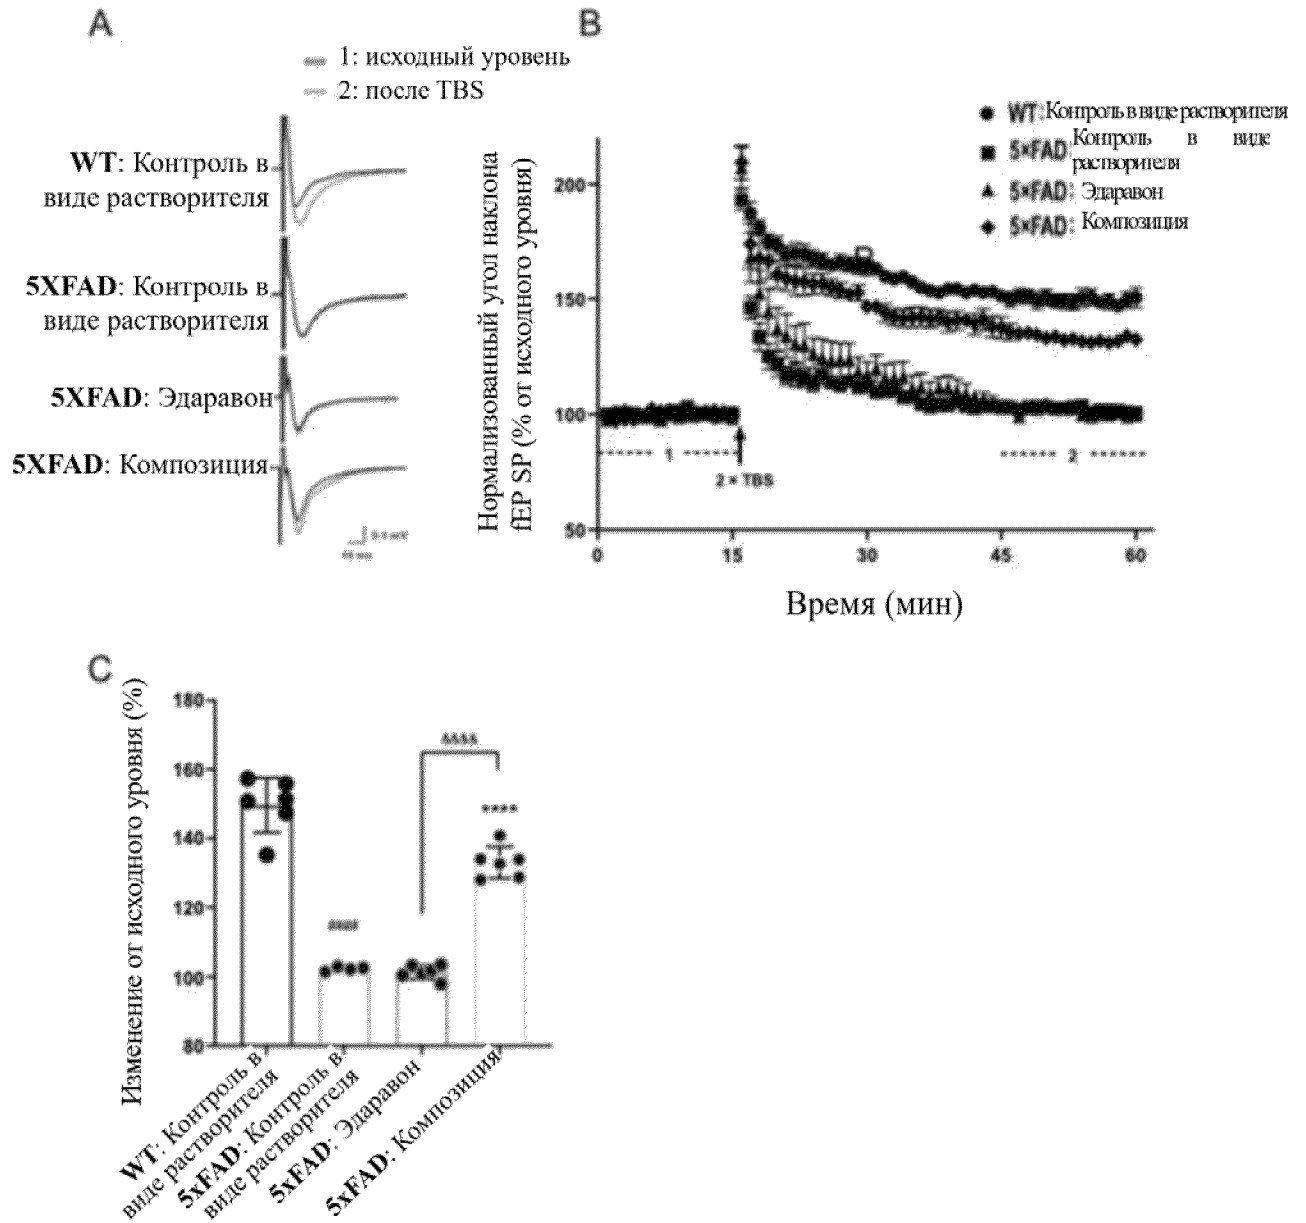 A
1: исходный уровень
2: после TBS
WT: Контроль в
виде растворителя
5XFAD: Контроль в
виде растворителя
5XFAD: Эдаравон
5XFAD: Композиция
B
WT: Контроль в виде растворителя
5×FAD Контроль в виде
растворителя
5×FAD: Эдаравон
5×FAD: Композиция
Нормализованный угол наклона
fEP SP (% от исходного уровня)
200
150
100
50
1
2 × TBS
2
0 15 30 45 60
Время (мин)
C
Изменение от исходного уровня (%)
180
160
140
120
100
80
&&&&
****
####
WT: Контроль в
виде растворителя
5xFAD: Контроль в
виде растворителя
5xFAD: Эдаравон
5xFAD: Композиция